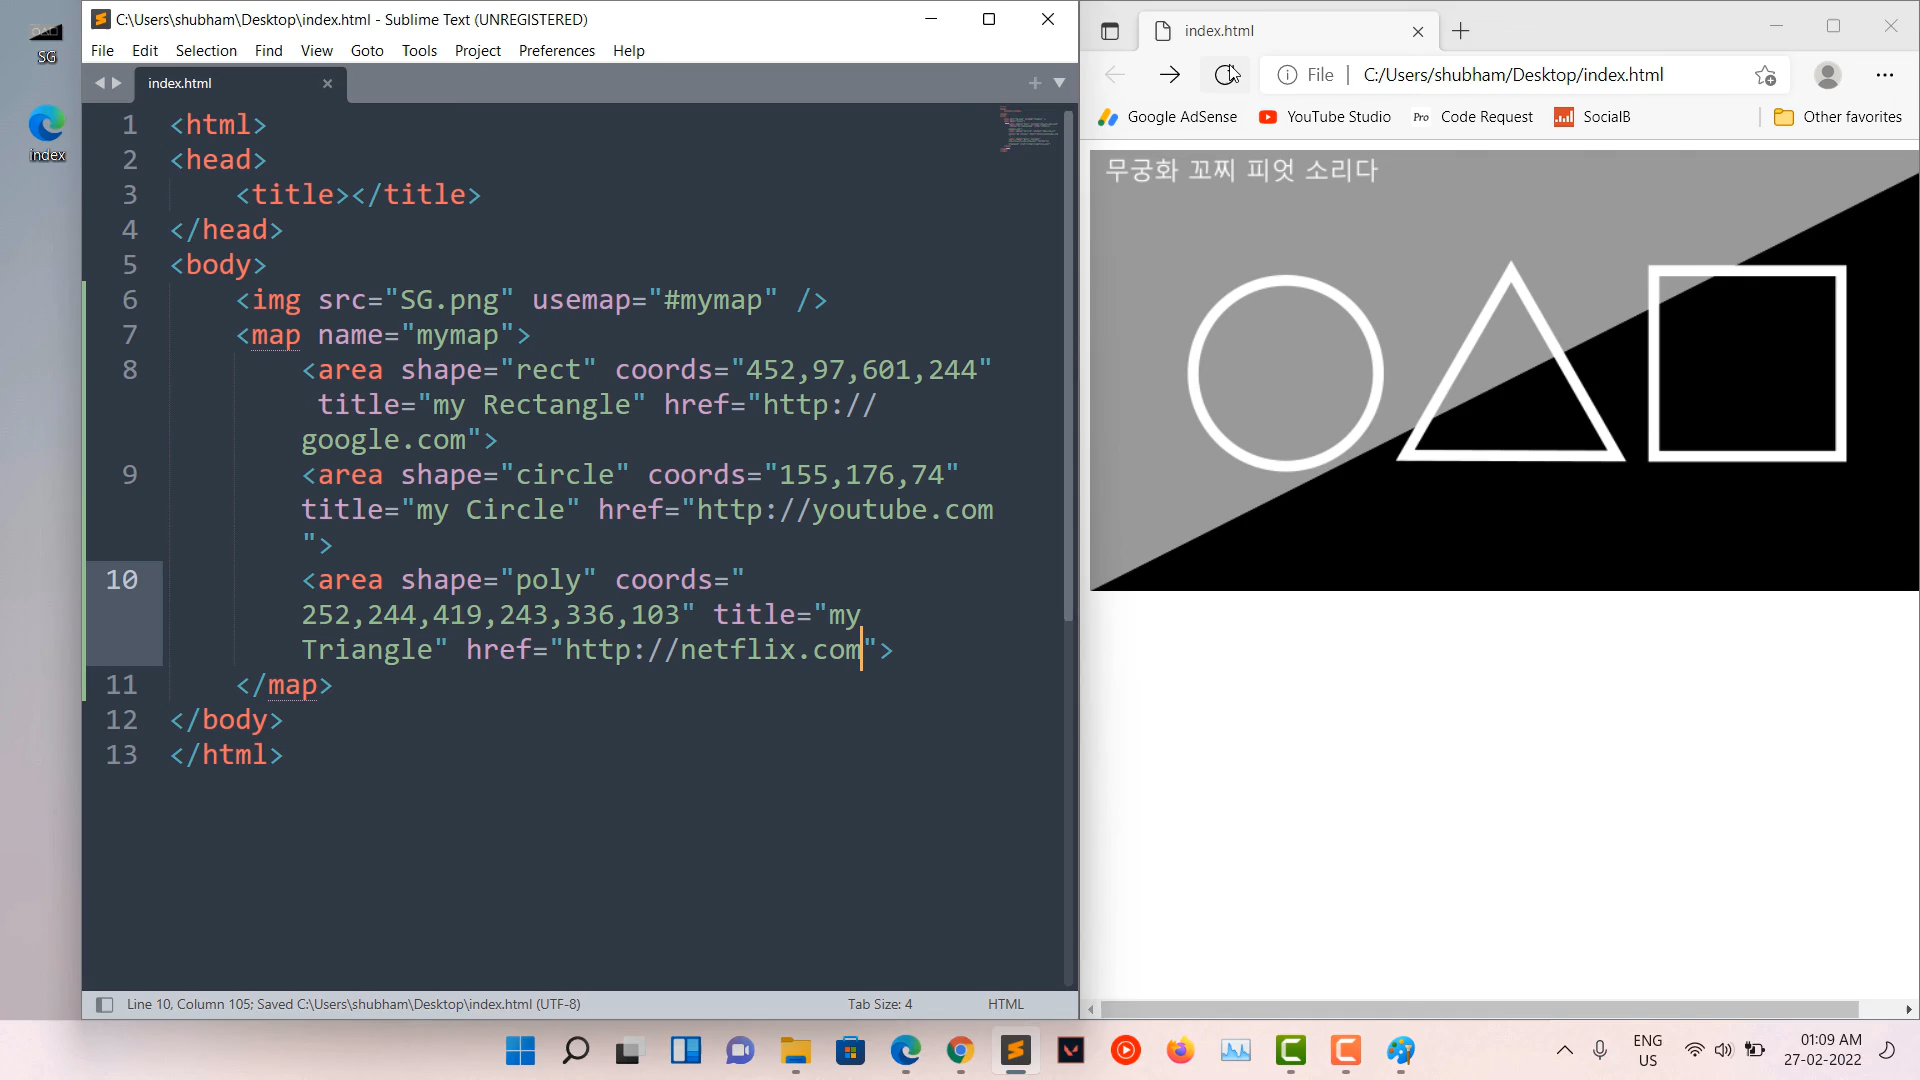 SG
index
C:\Users\shubham\Desktop\index.html - Sublime Text (UNREGISTERED)
File Edit Selection Find View Goto Tools Project Preferences Help
index.html
1 <html>
2 <head>
3 <title></title>
4 </head>
5 <body>
6 <img src="SG.png" usemap="#mymap" />
7 <map name="mymap">
8 <area shape="rect" coords="452,97,601,244"
title="my Rectangle" href="http://
google.com">
9 <area shape="circle" coords="155,176,74"
title="my Circle" href="http://youtube.com
">
10 <area shape="poly" coords="
252,244,419,243,336,103" title="my
Triangle" href="http://netflix.com">
11 </map>
12 </body>
13 </html>
Line 10, Column 105; Saved C:\Users\shubham\Desktop\index.html (UTF-8)
Tab Size: 4
HTML
index.html
File C:/Users/shubham/Desktop/index.html
Google AdSense YouTube Studio Pro Code Request SocialB Other favorites
무궁화 꼬찌 피엇 소리다
ENG
US
01:09 AM
27-02-2022